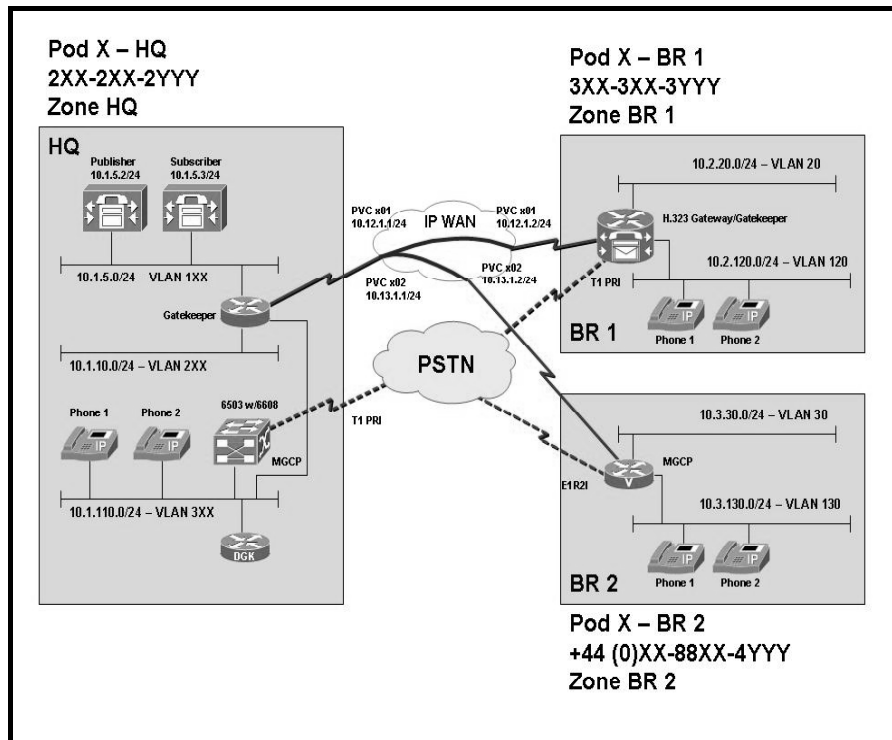 Pod X – HQ
2XX-2XX-2YYY
Zone HQ
HQ
Publisher
10.1.5.2/24
Subscriber
10.1.5.3/24
10.1.5.0/24
VLAN 1XX
Gatekeeper
10.1.10.0/24 – VLAN 2XX
Phone 1
Phone 2
IP
IP
6503 w/6608
MGCP
10.1.110.0/24 – VLAN 3XX
DGK
PVC x01
10.12.1.1/24
IP WAN
PVC x01
10.12.1.2/24
PVC x02
10.13.1.1/24
PVC x02
10.13.1.2/24
PSTN
T1 PRI
T1 PRI
E1R2I
Pod X – BR 1
3XX-3XX-3YYY
Zone BR 1
10.2.20.0/24 – VLAN 20
H.323 Gateway/Gatekeeper
10.2.120.0/24 – VLAN 120
IP
IP
Phone 1
Phone 2
BR 1
10.3.30.0/24 – VLAN 30
MGCP
V
10.3.130.0/24 – VLAN 130
IP
IP
Phone 1
Phone 2
BR 2
Pod X – BR 2
+44 (0)XX-88XX-4YYY
Zone BR 2